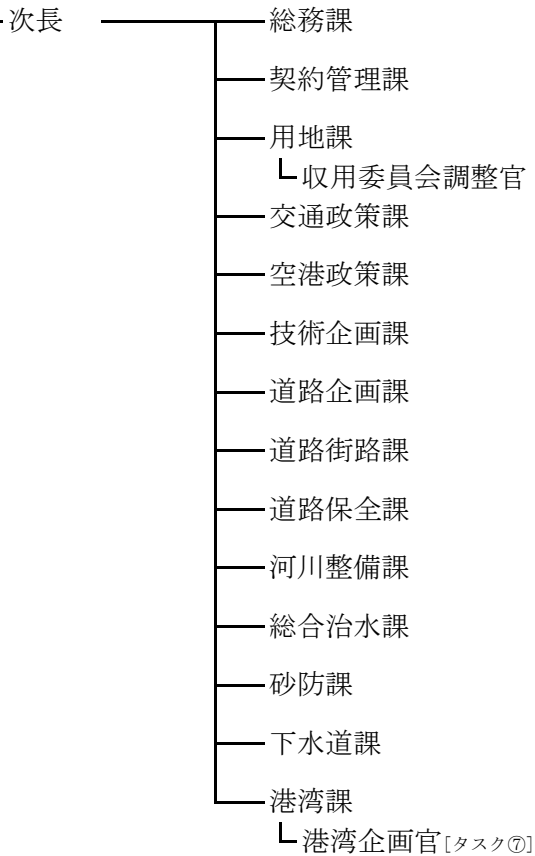 次長
総務課
契約管理課
用地課
収用委員会調整官
交通政策課
空港政策課
技術企画課
道路企画課
道路街路課
道路保全課
河川整備課
総合治水課
砂防課
下水道課
港湾課
港湾企画官[タスク⑦]